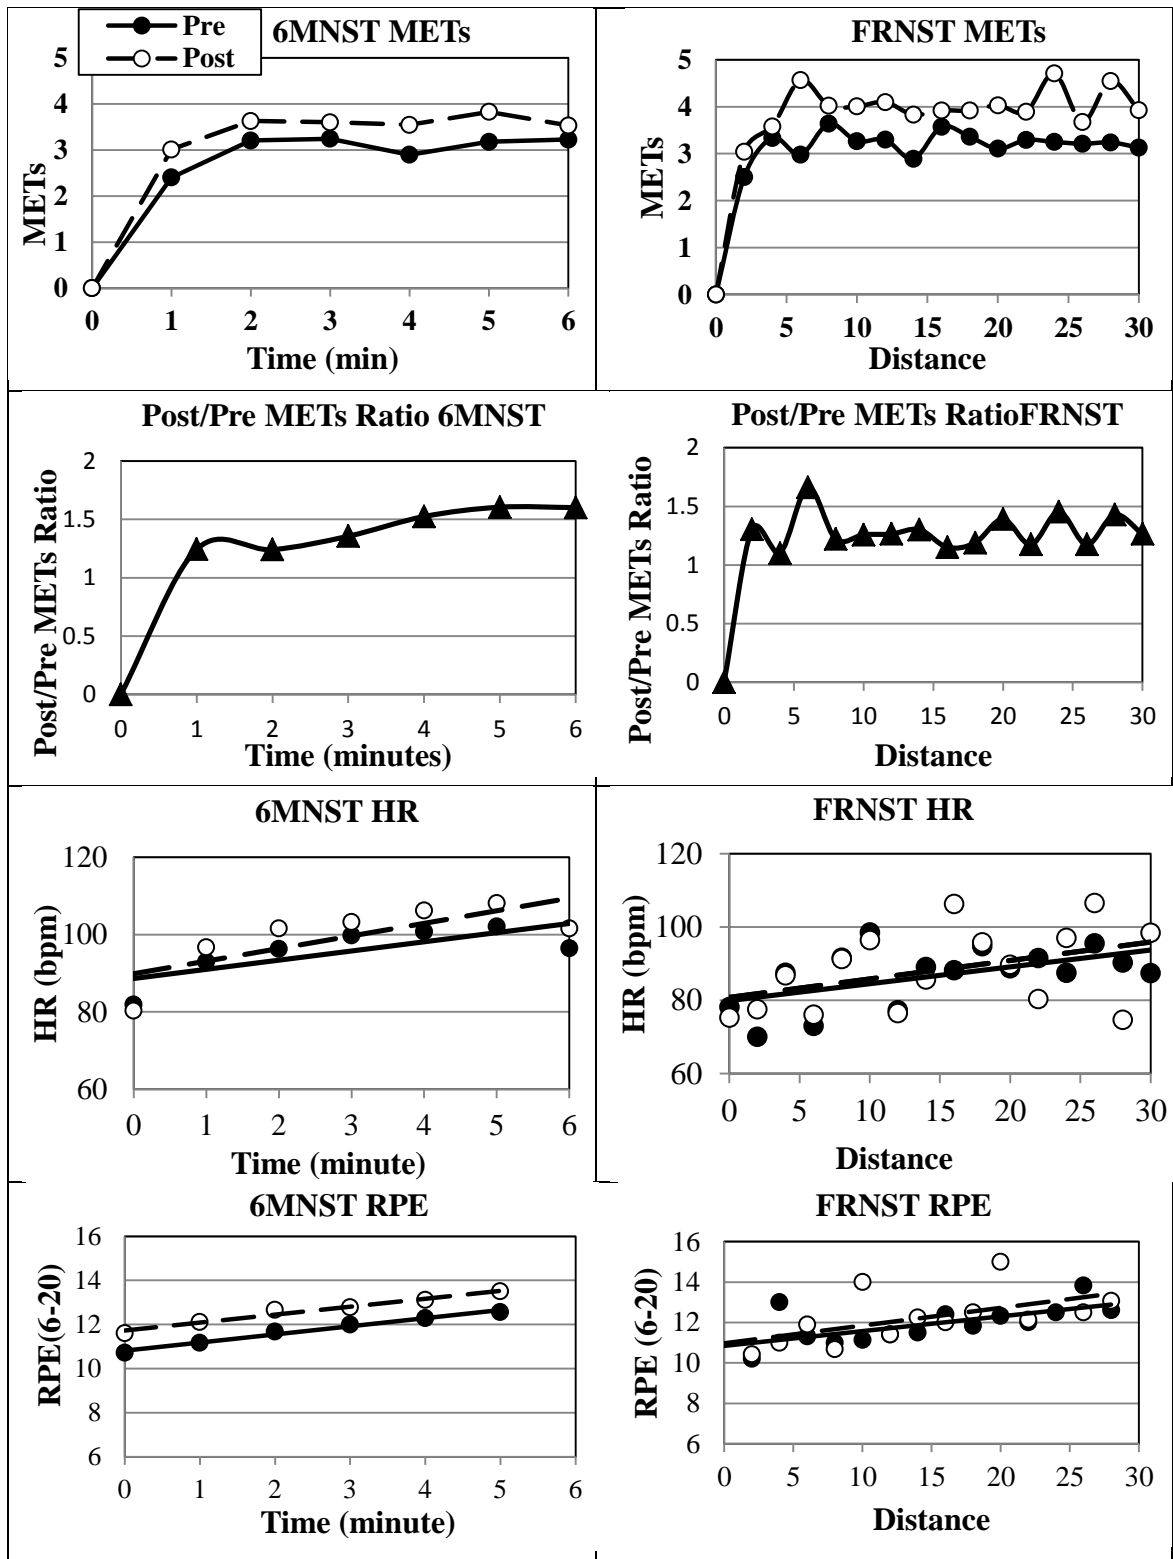 Pre
Post
6MNST METs
5
4
3
2
1
0
METs
0 1 2 3 4 5 6
Time (min)
FRNST METs
5
4
3
2
1
0
METs
0 5 10 15 20 25 30
Distance
Post/Pre METs Ratio 6MNST
2
1.5
1
0.5
0
Post/Pre METs Ratio
0 1 2 3 4 5 6
Time (minutes)
Post/Pre METs RatioFRNST
2
1.5
1
0.5
0
Post/Pre METs Ratio
0 5 10 15 20 25 30
Distance
6MNST HR
120
100
80
60
HR (bpm)
0 1 2 3 4 5 6
Time (minute)
FRNST HR
120
100
80
60
HR (bpm)
0 5 10 15 20 25 30
Distance
6MNST RPE
16
14
12
10
8
6
RPE(6-20)
0 1 2 3 4 5 6
Time (minute)
FRNST RPE
16
14
12
10
8
6
RPE (6-20)
0 5 10 15 20 25 30
Distance